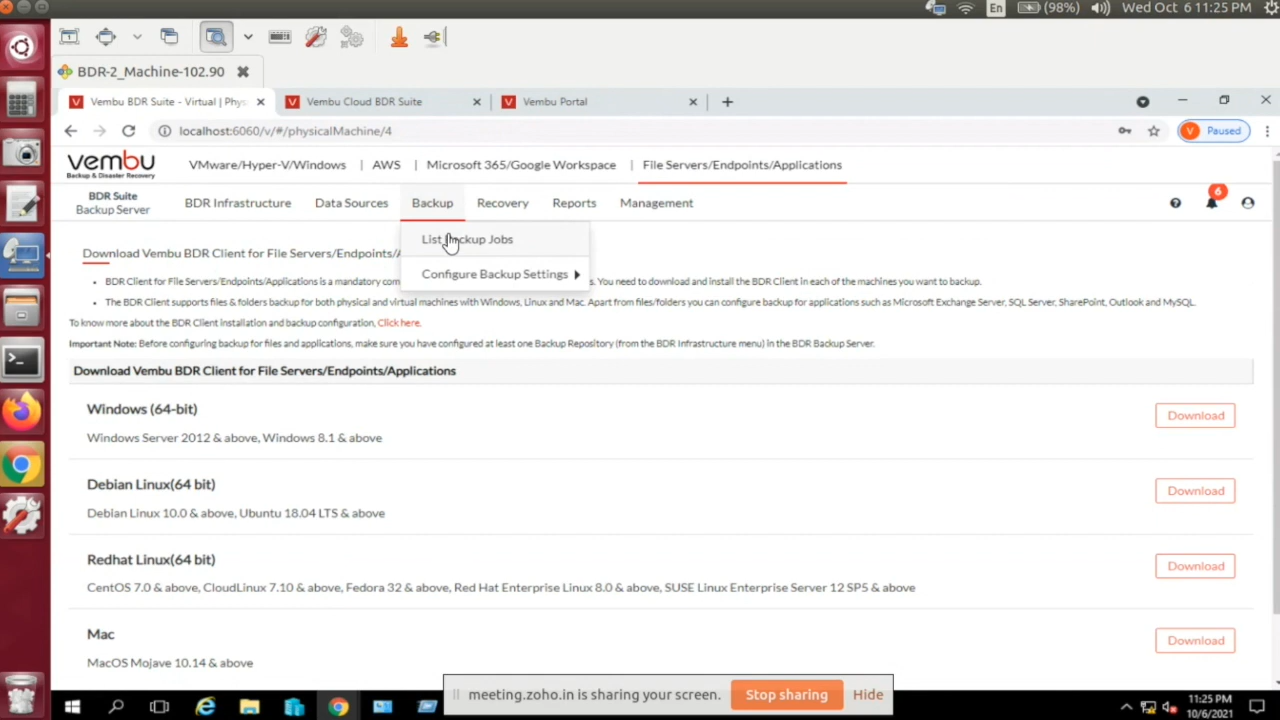 En (98%) Wed Oct 6 11:25 PM
BDR-2_Machine-102.90
Vembu BDR Suite - Virtual | Phys
Vembu Cloud BDR Suite
Vembu Portal
localhost:6060/v/#/physicalMachine/4
V Paused
vembu
Backup & Disaster Recovery
VMware/Hyper-V/Windows | AWS | Microsoft 365/Google Workspace | File Servers/Endpoints/Applications
BDR Suite
Backup Server
BDR Infrastructure Data Sources Backup Recovery Reports Management
6
List Backup Jobs
Configure Backup Settings
Download Vembu BDR Client for File Servers/Endpoints/A
BDR Client for File Servers/Endpoints/Applications is a mandatory com s. You need to download and install the BDR Client in each of the machines you want to backup.
The BDR Client supports files & folders backup for both physical and virtual machines with Windows, Linux and Mac. Apart from files/folders you can configure backup for applications such as Microsoft Exchange Server, SQL Server, SharePoint, Outlook and MySQL.
To know more about the BDR Client installation and backup configuration, Click here.
Important Note: Before configuring backup for files and applications, make sure you have configured at least one Backup Repository (from the BDR Infrastructure menu) in the BDR Backup Server.
Download Vembu BDR Client for File Servers/Endpoints/Applications
Windows (64-bit)
Download
Windows Server 2012 & above, Windows 8.1 & above
Debian Linux(64 bit)
Download
Debian Linux 10.0 & above, Ubuntu 18.04 LTS & above
Redhat Linux(64 bit)
Download
CentOS 7.0 & above, CloudLinux 7.10 & above, Fedora 32 & above, Red Hat Enterprise Linux 8.0 & above, SUSE Linux Enterprise Server 12 SP5 & above
Mac
Download
MacOS Mojave 10.14 & above
meeting.zoho.in is sharing your screen. Stop sharing Hide
11:25 PM
10/6/2021